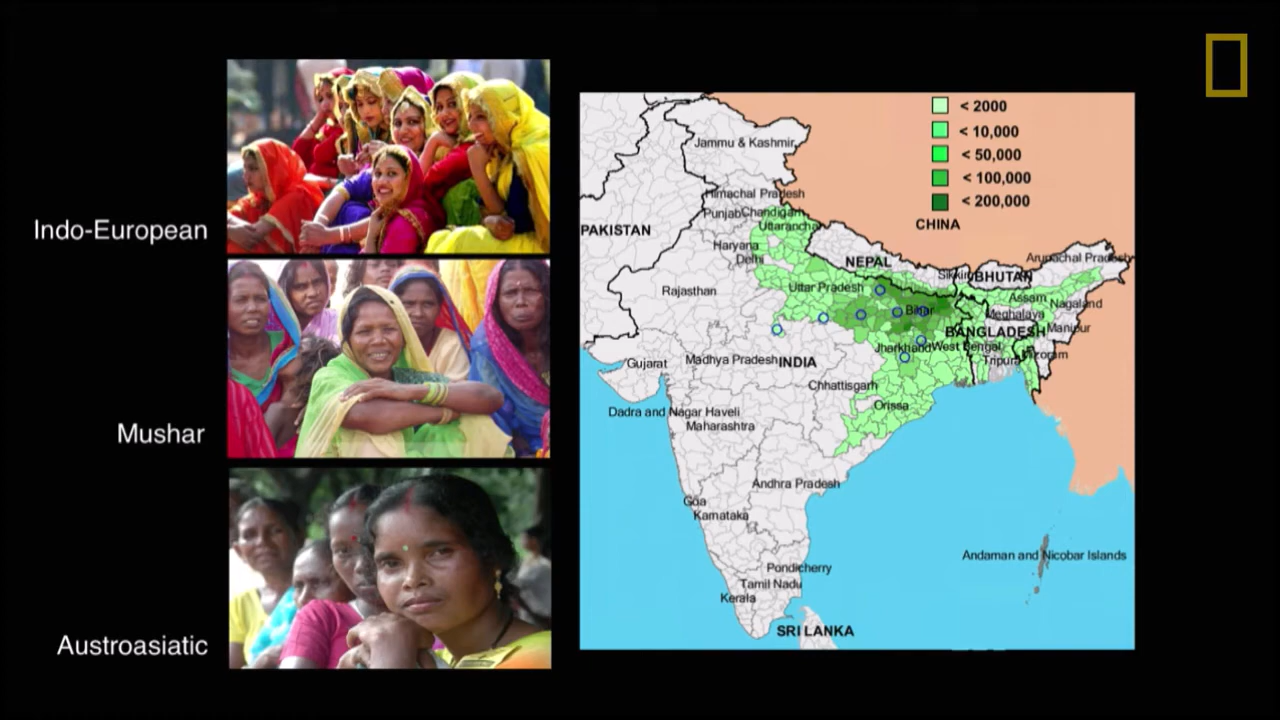 Indo-European
Mushar
Austroasiatic
< 2000
< 10,000
< 50,000
< 100,000
< 200,000
Jammu & Kashmir
Himachal Pradesh
Punjab
Chandigarh
Uttaranchal
PAKISTAN
CHINA
Haryana
Delhi
NEPAL
Sikkim
BHUTAN
Arunachal Pradesh
Rajasthan
Uttar Pradesh
Assam
Nagaland
Bihar
Meghalaya
BANGLADESH
Manipur
Jharkhand
West Bengal
Gujarat
Madhya Pradesh
INDIA
Tripura
Mizoram
Chhattisgarh
Dadra and Nagar Haveli
Orissa
Maharashtra
Andhra Pradesh
Goa
Karnataka
Andaman and Nicobar Islands
Pondicherry
Tamil Nadu
Kerala
SRI LANKA